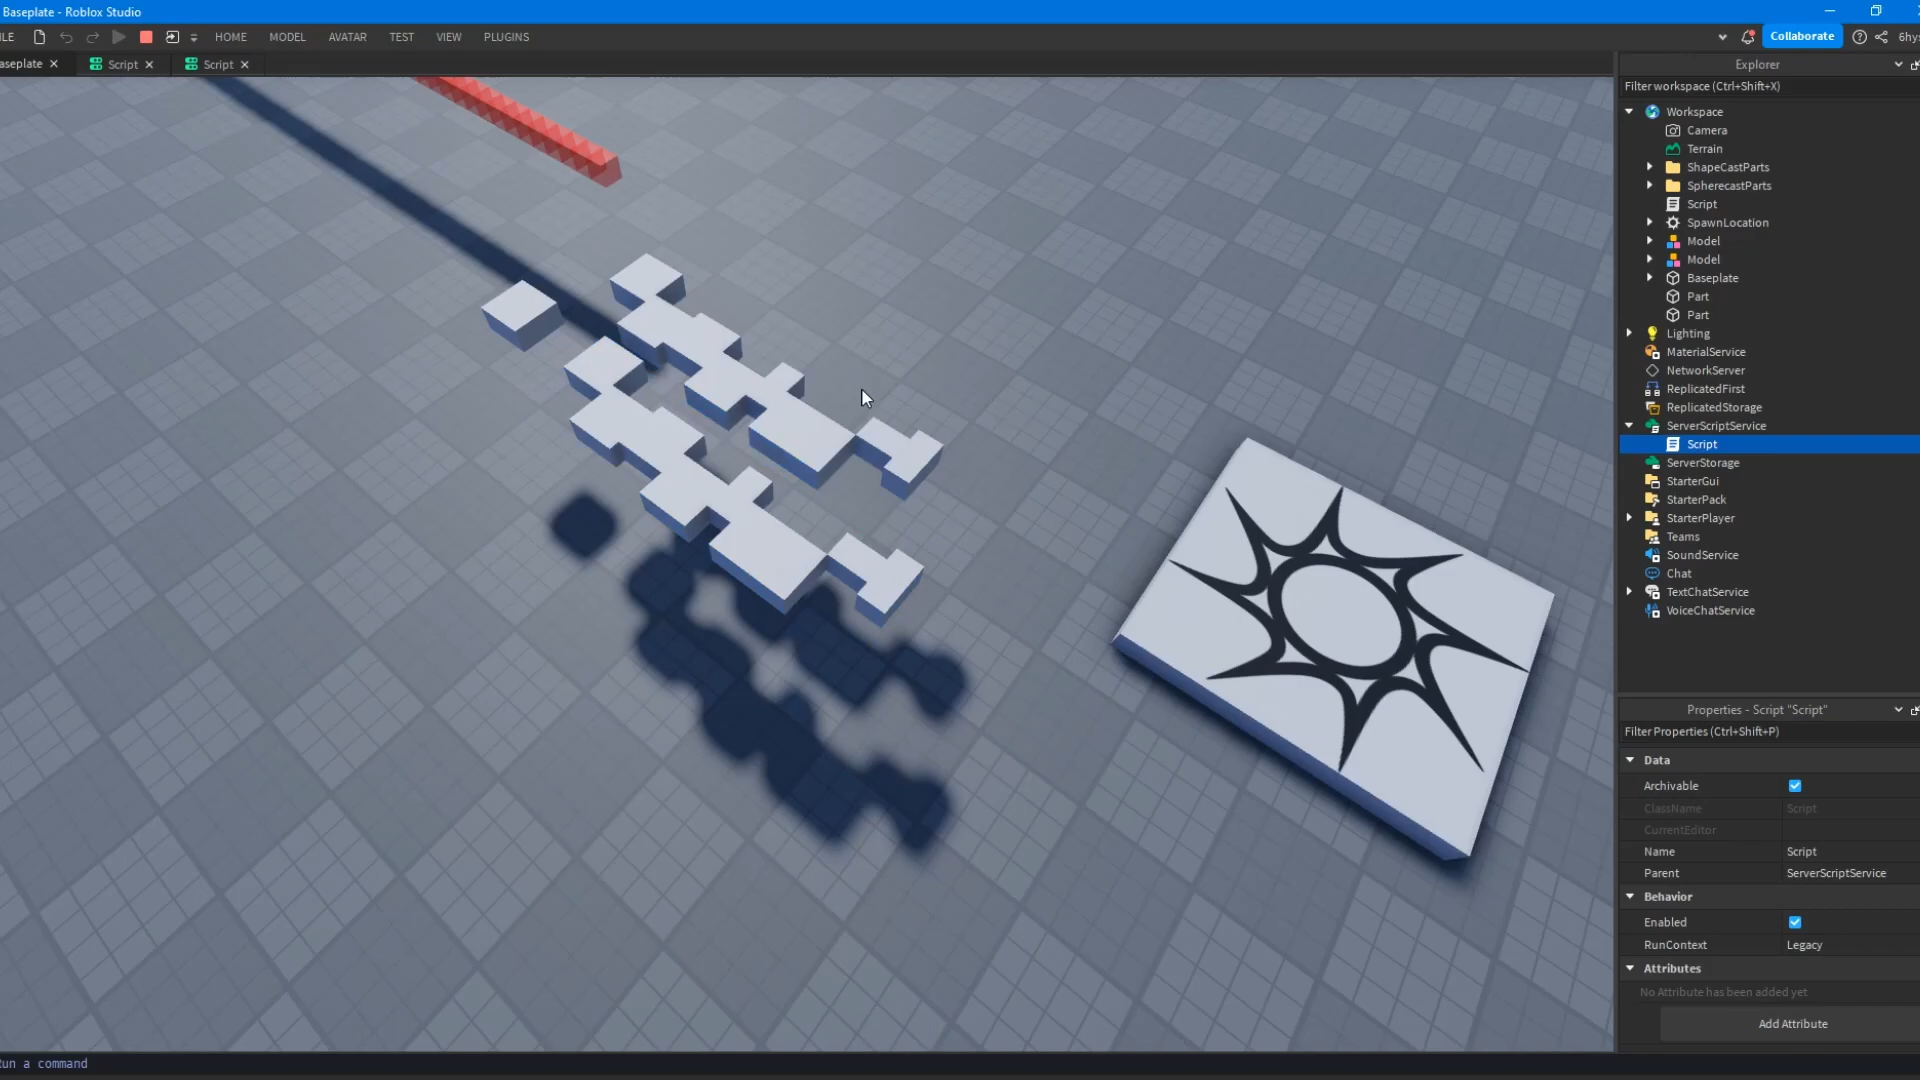 Baseplate - Roblox Studio
LE
HOME MODEL AVATAR TEST VIEW PLUGINS
Collaborate
6hys
aseplate
Script
Script
Explorer
Filter workspace (Ctrl+Shift+X)
Workspace
Camera
Terrain
ShapeCastParts
SpherecastParts
Script
SpawnLocation
Model
Model
Baseplate
Part
Part
Lighting
MaterialService
NetworkServer
ReplicatedFirst
ReplicatedStorage
ServerScriptService
Script
ServerStorage
StarterGui
StarterPack
StarterPlayer
Teams
SoundService
Chat
TextChatService
VoiceChatService
Properties - Script "Script"
Filter Properties (Ctrl+Shift+P)
Data
Archivable
ClassName Script
CurrentEditor
Name Script
Parent ServerScriptService
Behavior
Enabled
RunContext Legacy
Attributes
No Attribute has been added yet
Add Attribute
Run a command